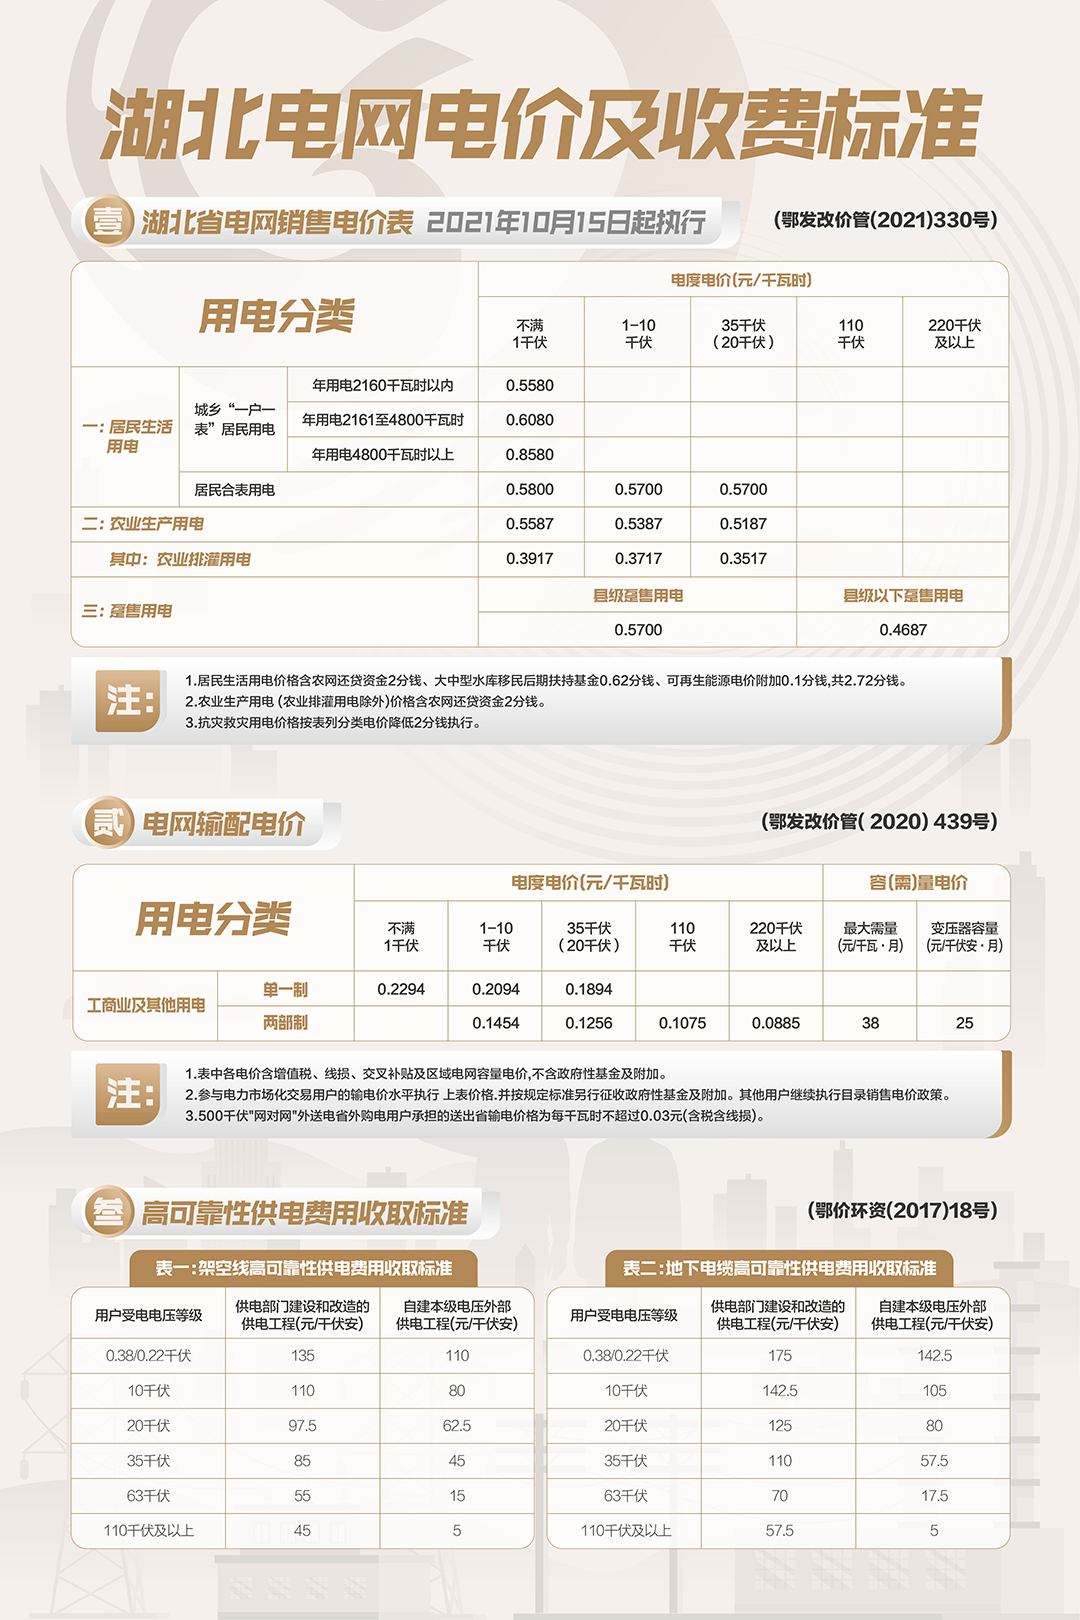 湖北电网电价及收费标准
壹 湖北省电网销售电价表 2021年10月15日起执行 (鄂发改价管(2021)330号)
用电分类
电度电价(元/千瓦时)
不满1千伏 1-10千伏 35千伏(20千伏) 110千伏 220千伏及以上
一:居民生活用电
城乡“一户一表”居民用电
年用电2160千瓦时以内 0.5580
年用电2161至4800千瓦时 0.6080
年用电4800千瓦时以上 0.8580
居民合表用电 0.5800 0.5700 0.5700
二:农业生产用电 0.5587 0.5387 0.5187
其中:农业排灌用电 0.3917 0.3717 0.3517
三:趸售用电
县级趸售用电 县级以下趸售用电
0.5700 0.4687
注:
1.居民生活用电价格含农网还贷资金2分钱、大中型水库移民后期扶持基金0.62分钱、可再生能源电价附加0.1分钱,共2.72分钱。
2.农业生产用电 (农业排灌用电除外)价格含农网还贷资金2分钱。
3.抗灾救灾用电价格按表列分类电价降低2分钱执行。
贰 电网输配电价 (鄂发改价管( 2020) 439号)
用电分类
电度电价(元/千瓦时) 容(需)量电价
不满1千伏 1-10千伏 35千伏(20千伏) 110千伏 220千伏及以上 最大需量(元/千瓦·月) 变压器容量(元/千伏安·月)
工商业及其他用电
单一制 0.2294 0.2094 0.1894
两部制 0.1454 0.1256 0.1075 0.0885 38 25
注:
1.表中各电价含增值税、线损、交叉补贴及区域电网容量电价,不含政府性基金及附加。
2.参与电力市场化交易用户的输电价水平执行 上表价格.并按规定标准另行征收政府性基金及附加。其他用户继续执行目录销售电价政策。
3.500千伏"网对网"外送电省外购电用户承担的送出省输电价格为每千瓦时不超过0.03元(含税含线损)。
叁 高可靠性供电费用收取标准 (鄂价环资(2017)18号)
表一:架空线高可靠性供电费用收取标准
用户受电电压等级 供电部门建设和改造的供电工程(元/千伏安) 自建本级电压外部供电工程(元/千伏安)
0.38/0.22千伏 135 110
10千伏 110 80
20千伏 97.5 62.5
35千伏 85 45
63千伏 55 15
110千伏及以上 45 5
表二:地下电缆高可靠性供电费用收取标准
用户受电电压等级 供电部门建设和改造的供电工程(元/千伏安) 自建本级电压外部供电工程(元/千伏安)
0.38/0.22千伏 175 142.5
10千伏 142.5 105
20千伏 125 80
35千伏 110 57.5
63千伏 70 17.5
110千伏及以上 57.5 5